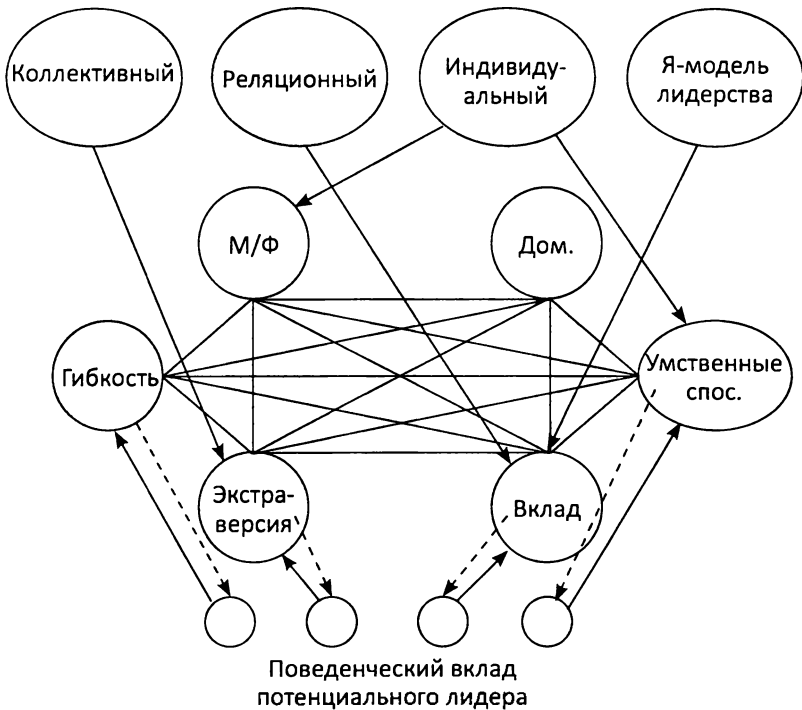 Коллективный
Реляционный
Индивиду-
альный
Я-модель
лидерства
М/Ф
Дом.
Гибкость
Умственные
спос.
Экстра-
версия
Вклад
Поведенческий вклад
потенциального лидера